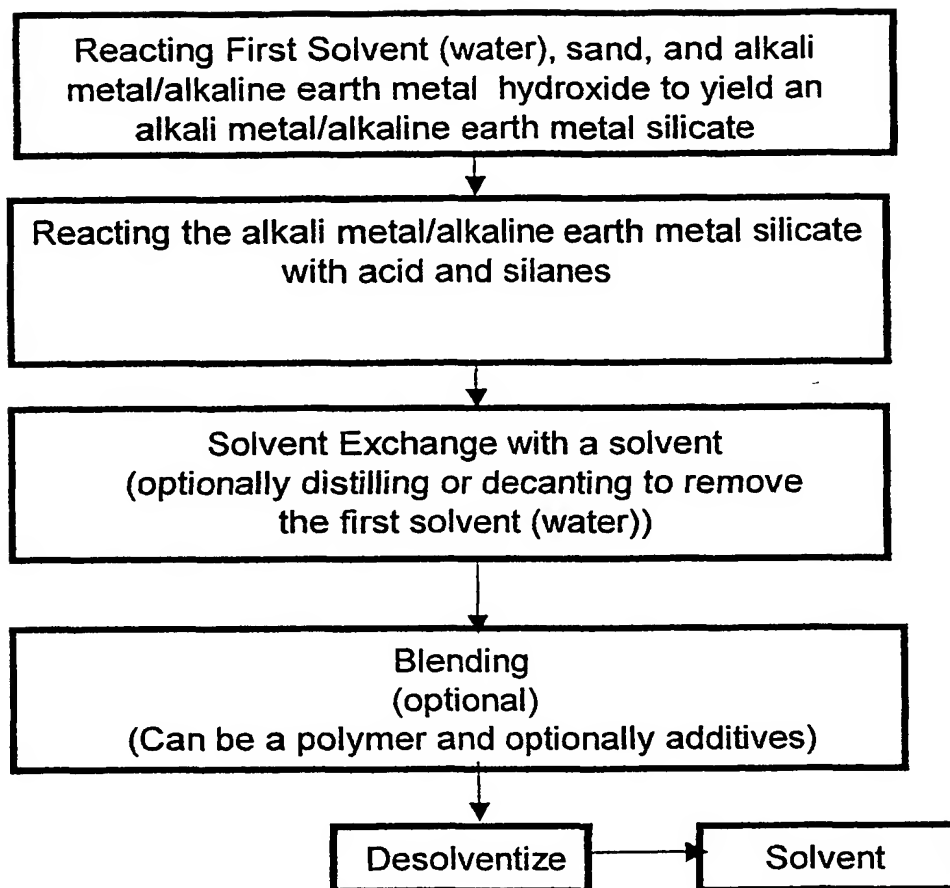 Reacting First Solvent (water), sand, and alkali
metal/alkaline earth metal hydroxide to yield an
alkali metal/alkaline earth metal silicate
Reacting the alkali metal/alkaline earth metal silicate
with acid and silanes
Solvent Exchange with a solvent
(optionally distilling or decanting to remove
the first solvent (water))
Blending
(optional)
(Can be a polymer and optionally additives)
Desolventize
Solvent